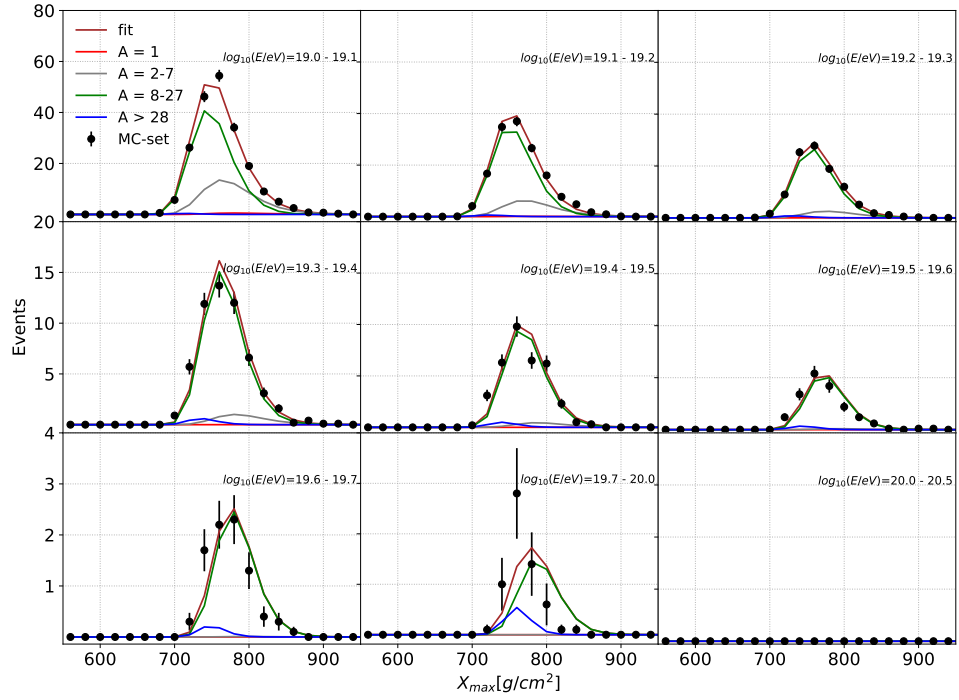 80
60
40
20
fit
A = 1
A = 2-7
A = 8-27
A > 28
MC-set
log10(E/eV)=19.0 - 19.1
log10(E/eV)=19.1 - 19.2
log10(E/eV)=19.2 - 19.3
20
15
10
5
Events
log10(E/eV)=19.3 - 19.4
log10(E/eV)=19.4 - 19.5
log10(E/eV)=19.5 - 19.6
4
3
2
1
log10(E/eV)=19.6 - 19.7
log10(E/eV)=19.7 - 20.0
log10(E/eV)=20.0 - 20.5
600 700 800 900 600 700 800 900 600 700 800 900
Xmax[g/cm²]